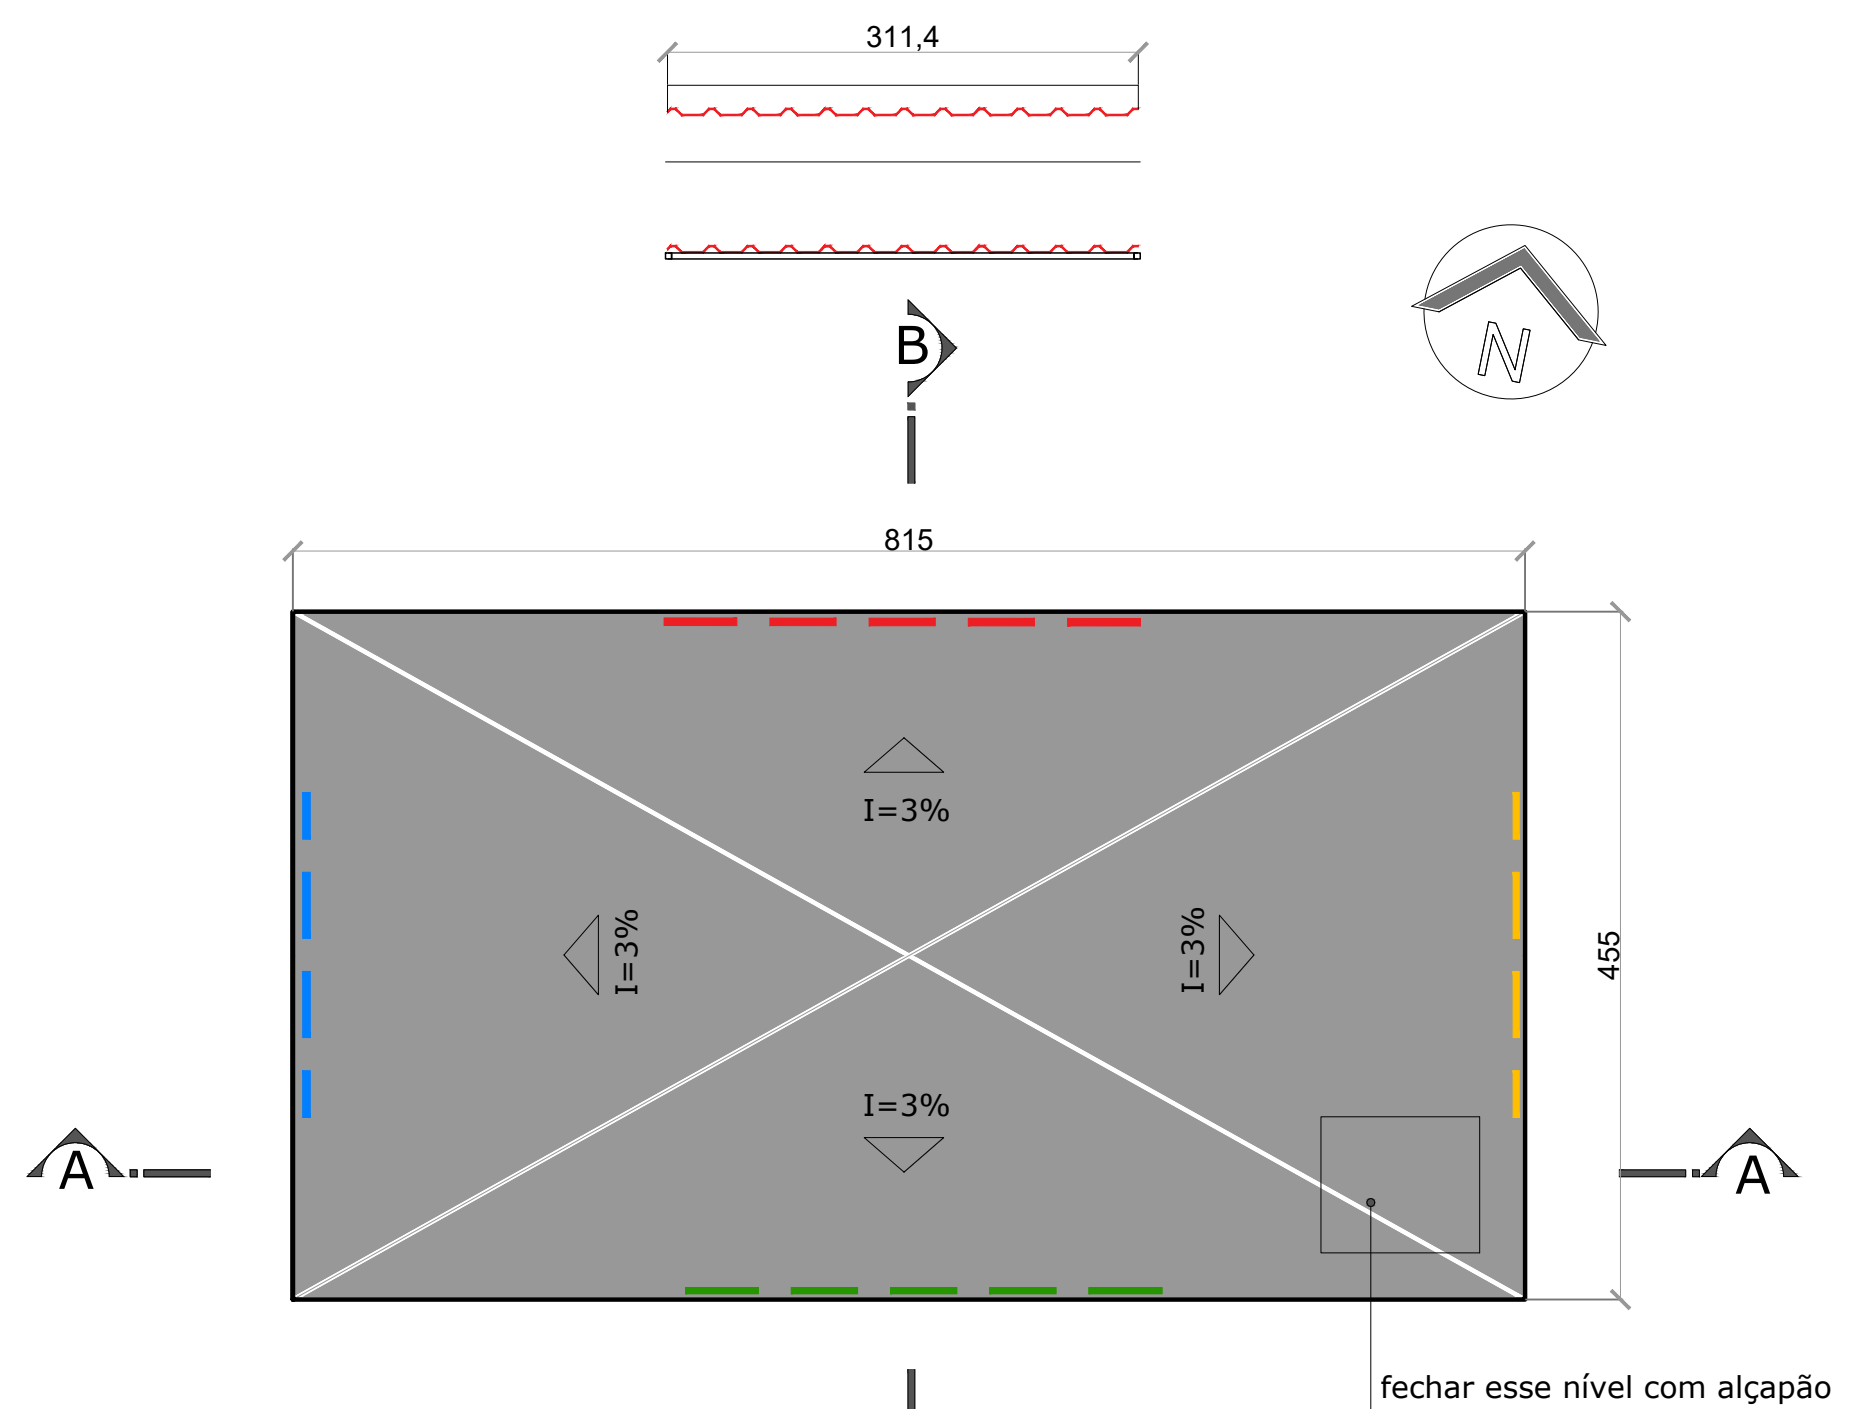 311,4
B
N
815
I=3%
I=3%
I=3%
455
I=3%
A
A
fechar esse nível com alçapão